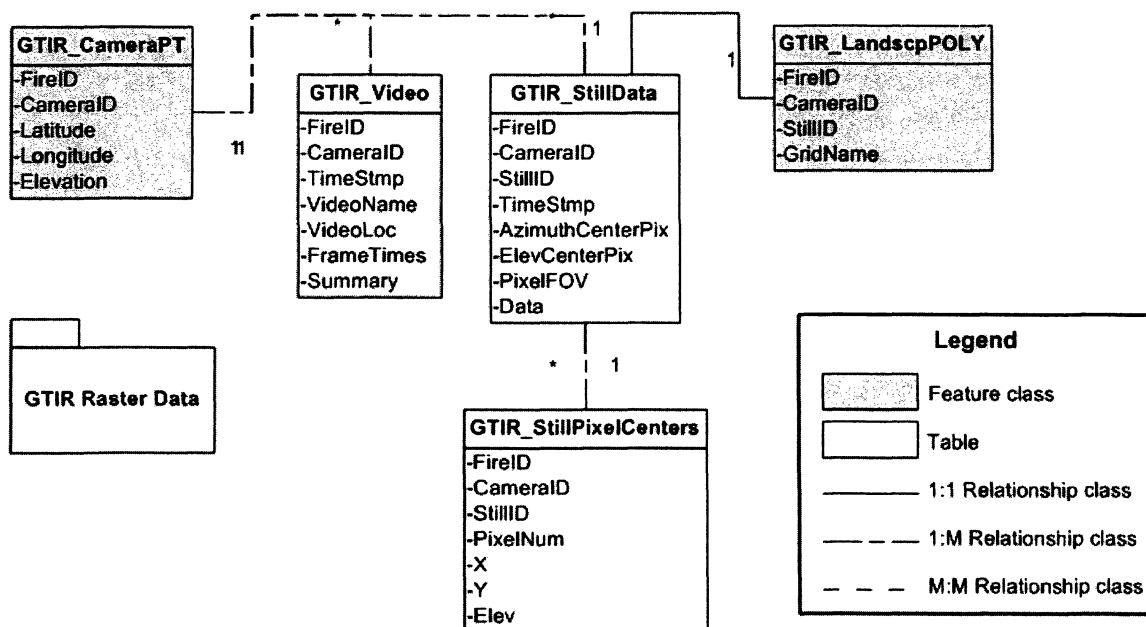 GTIR_CameraPT
-FireID
-CameraID
-Latitude
-Longitude
-Elevation
11
*
GTIR_Video
-FireID
-CameraID
-TimeStmp
-VideoName
-VideoLoc
-FrameTimes
-Summary
1
GTIR_StillData
-FireID
-CameraID
-StillID
-TimeStmp
-AzimuthCenterPix
-ElevCenterPix
-PixelFOV
-Data
1
GTIR_LandscpPOLY
-FireID
-CameraID
-StillID
-GridName
GTIR Raster Data
* 1
GTIR_StillPixelCenters
-FireID
-CameraID
-StillID
-PixelNum
-X
-Y
-Elev
Legend
Feature class
Table
1:1 Relationship class
1:M Relationship class
M:M Relationship class